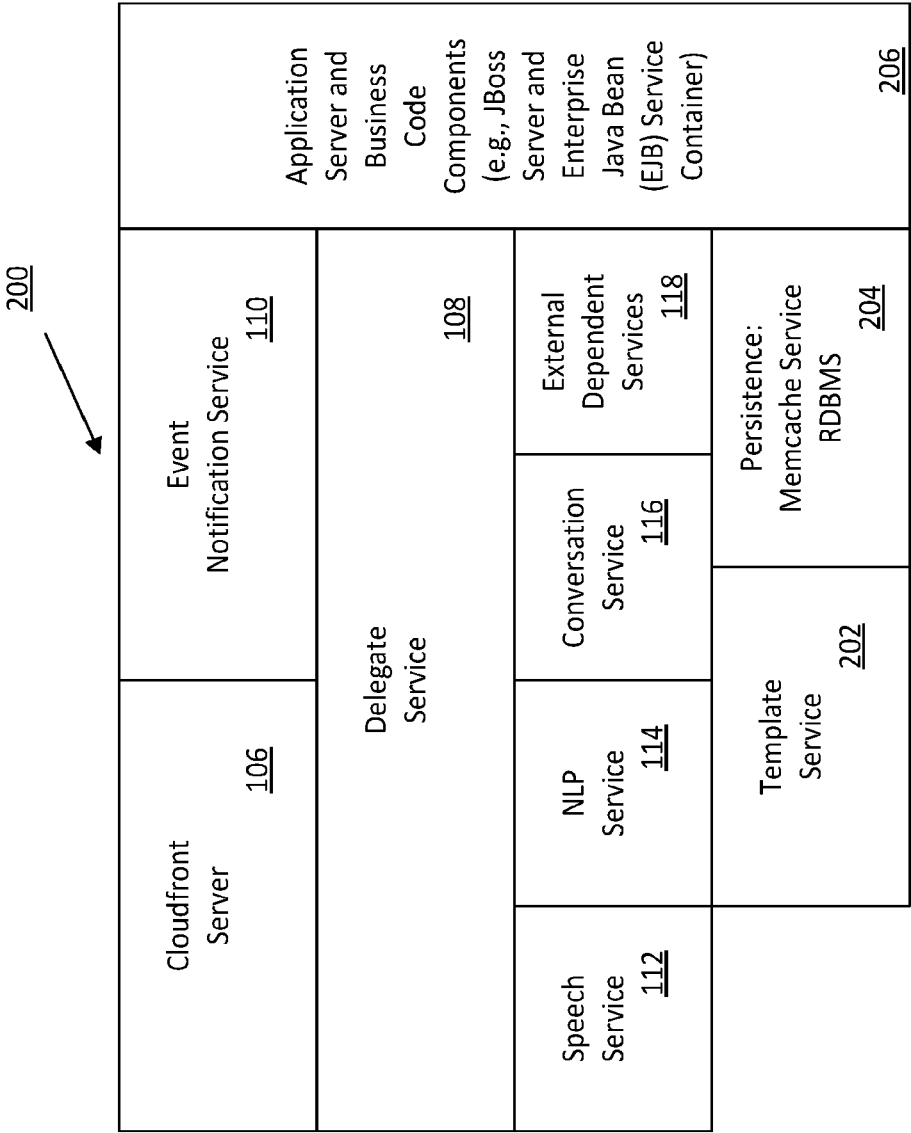 200
Cloudfront
Server
106
Event
Notification Service
110
Delegate
Service
108
Speech
Service
112
NLP
Service
114
Conversation
Service
116
External
Dependent
Services
118
Template
Service
202
Persistence:
Memcache Service
RDBMS
204
Application
Server and
Business
Code
Components
(e.g., JBoss
Server and
Enterprise
Java Bean
(EJB) Service
Container)
206